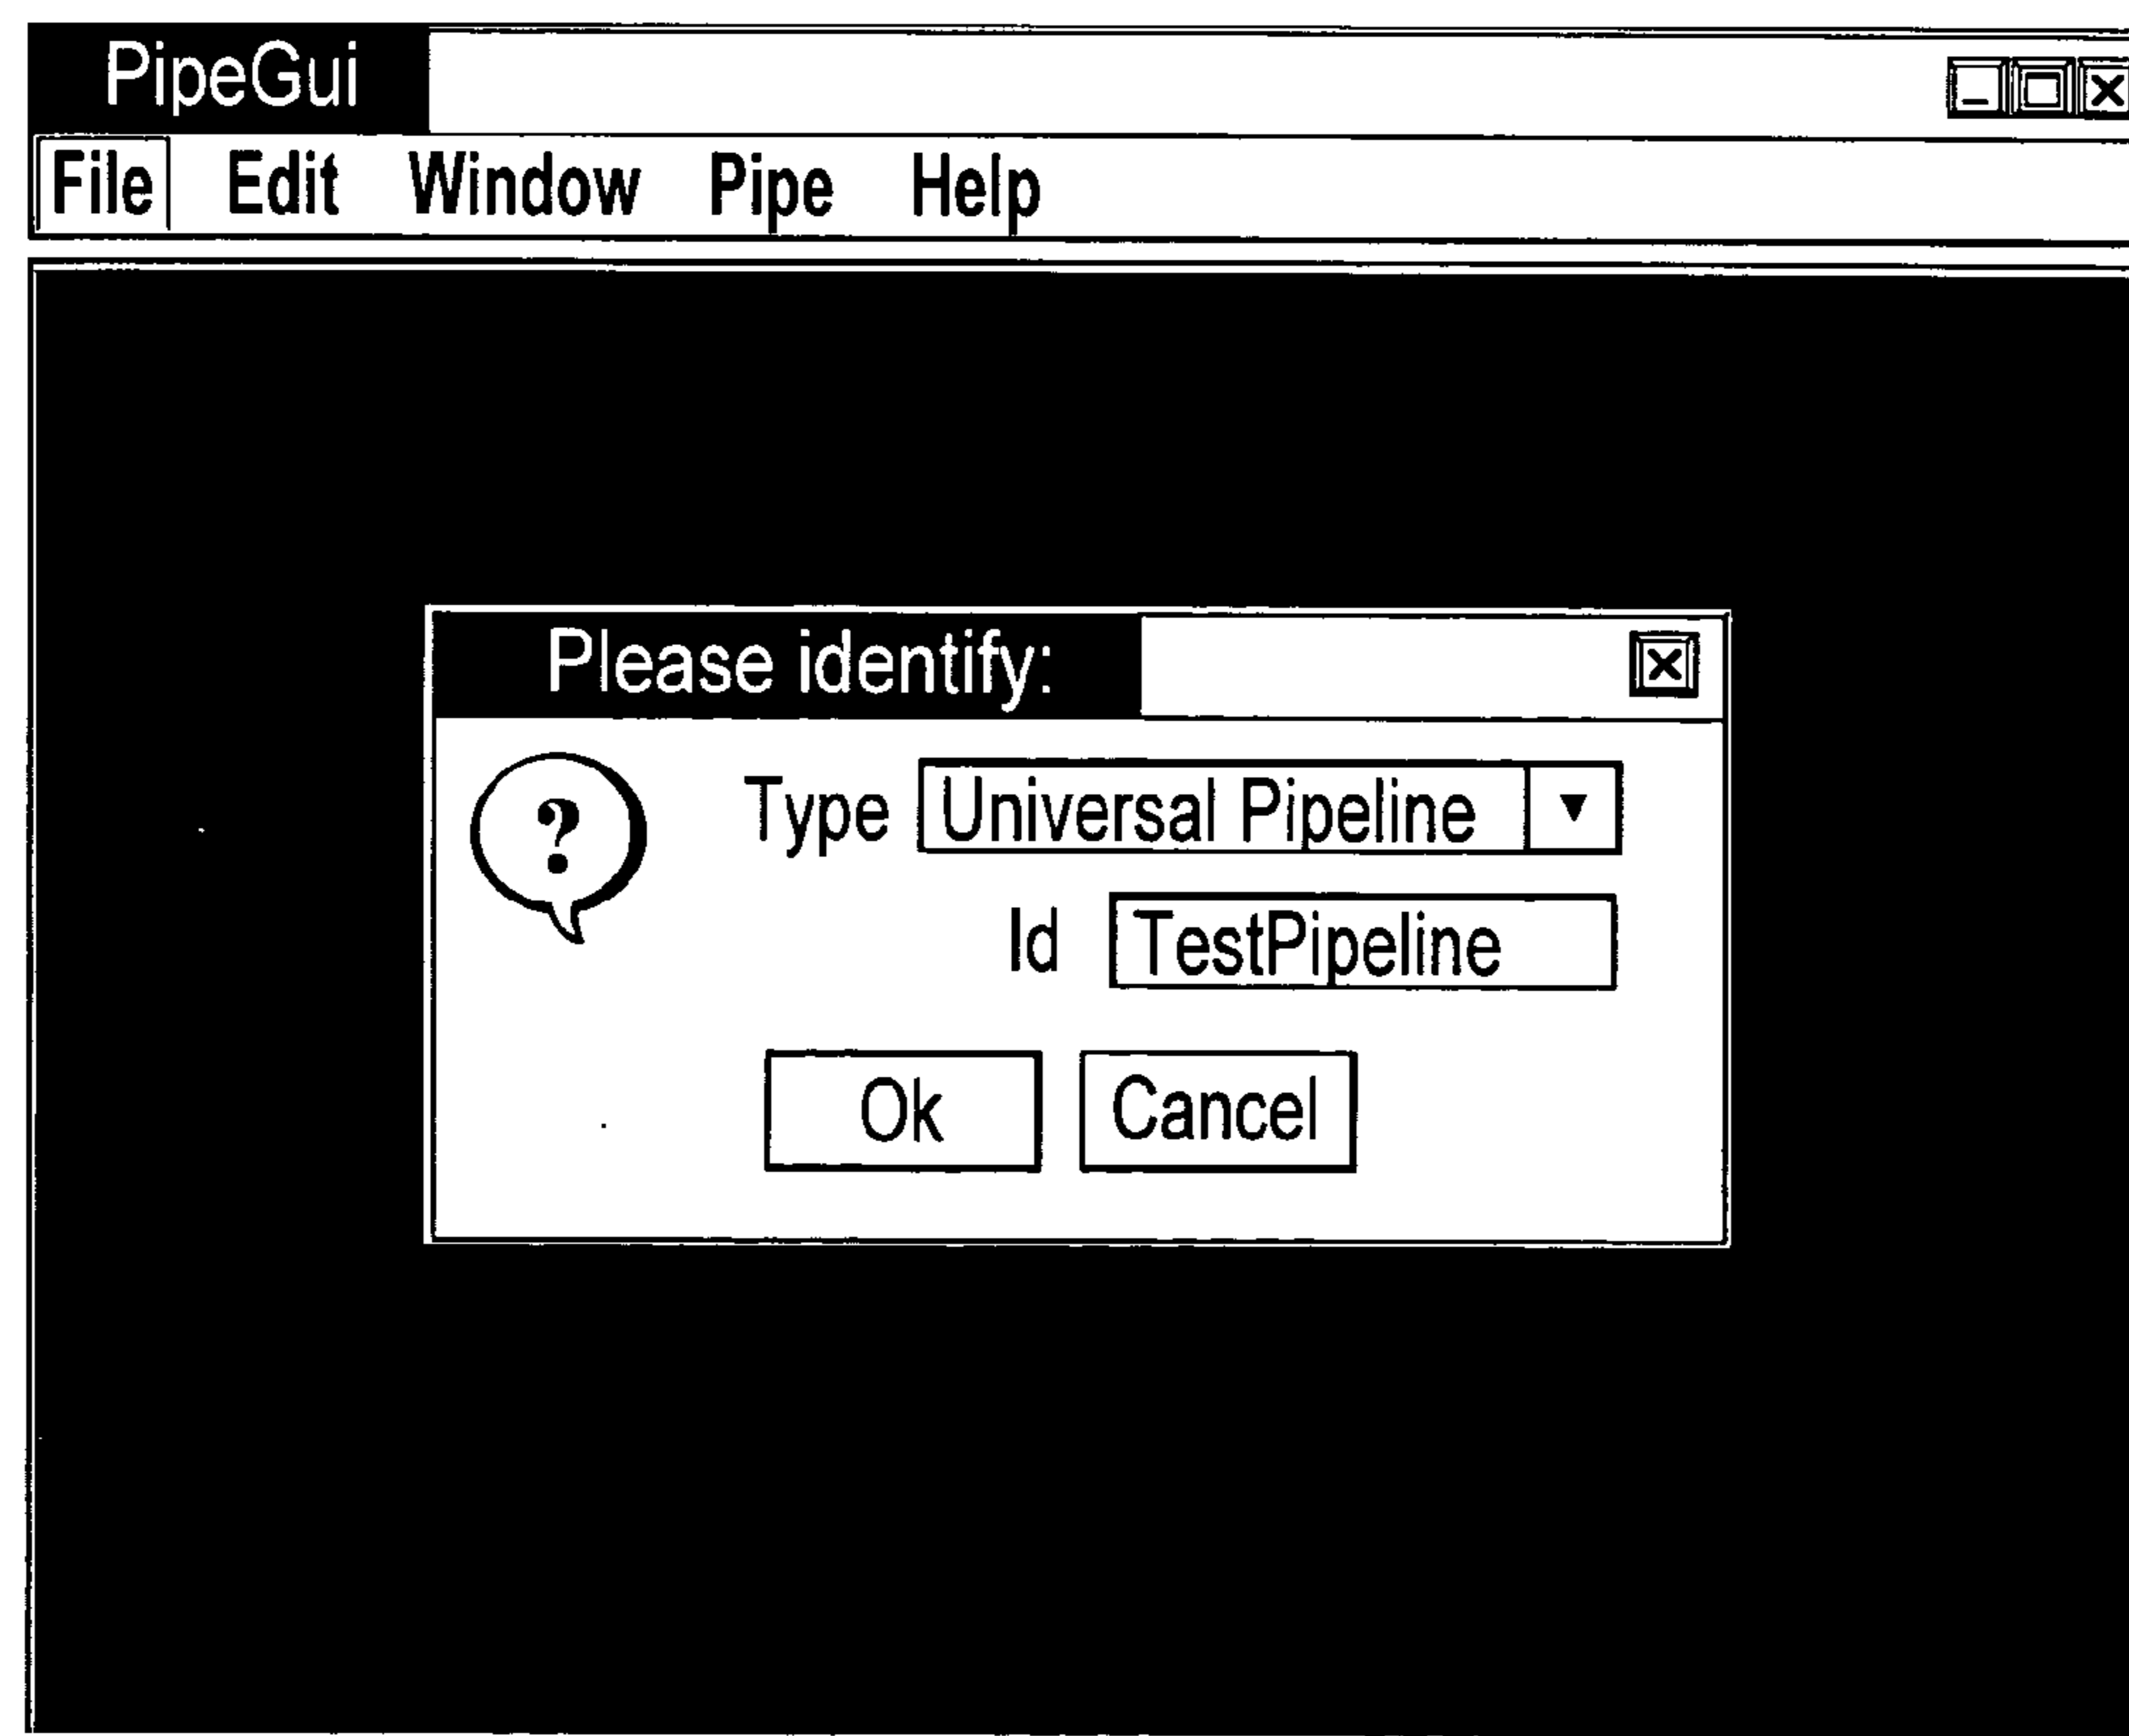 PipeGui
File Edit Window Pipe Help
Please identify:
?
Type Universal Pipeline
Id TestPipeline
Ok Cancel